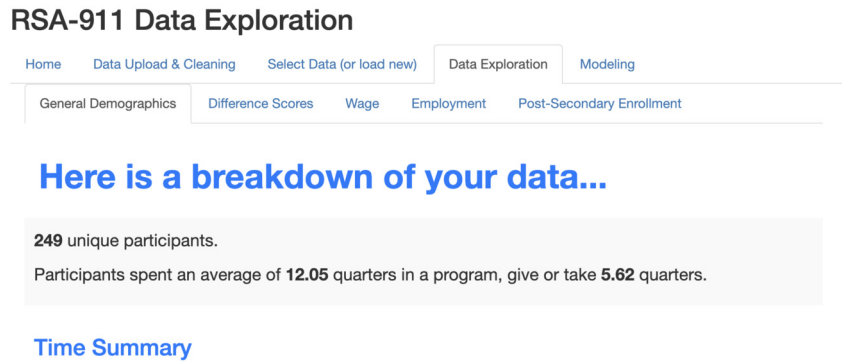 RSA-911 Data Exploration
Home Data Upload & Cleaning Select Data (or load new) Data Exploration Modeling
General Demographics Difference Scores Wage Employment Post-Secondary Enrollment
Here is a breakdown of your data...
249 unique participants.
Participants spent an average of 12.05 quarters in a program, give or take 5.62 quarters.
Time Summary